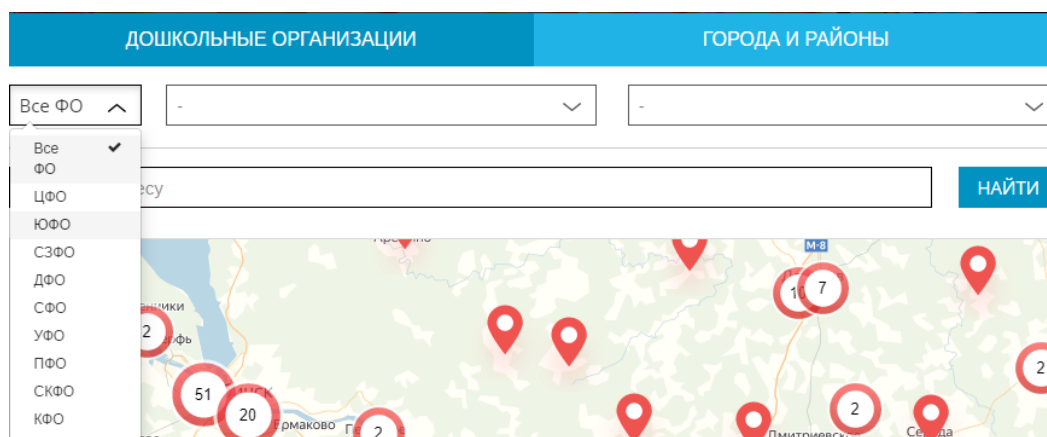 ДОШКОЛЬНЫЕ ОРГАНИЗАЦИИ
ГОРОДА И РАЙОНЫ
Все ФО
-
-
Все
ФО
ЦФО
ЮФО
СЗФО
ДФО
СФО
УФО
ПФО
СКФО
КФО
есу
НАЙТИ
М-8
10
7
2
51
20
Ермаково
2
2
2